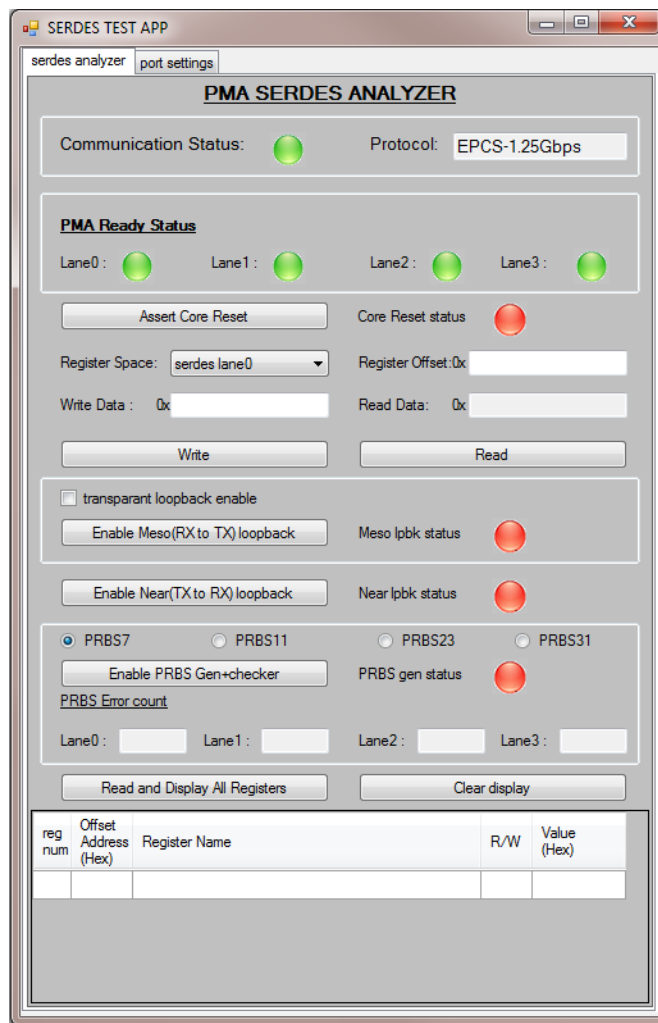 SERDES TEST APP
serdes analyzer port settings
PMA SERDES ANALYZER
Communication Status: Protocol: EPCS-1.25Gbps
PMA Ready Status
Lane0 : Lane1 : Lane2 : Lane3 :
Assert Core Reset Core Reset status
Register Space: serdes lane0 Register Offset:0x
Write Data : 0x Read Data: 0x
Write Read
transparant loopback enable
Enable Meso(RX to TX) loopback Meso lpbk status
Enable Near(TX to RX) loopback Near lpbk status
PRBS7 PRBS11 PRBS23 PRBS31
Enable PRBS Gen+checker PRBS gen status
PRBS Error count
Lane0 : Lane1 : Lane2 : Lane3 :
Read and Display All Registers Clear display
reg num Offset Address (Hex) Register Name R/W Value (Hex)